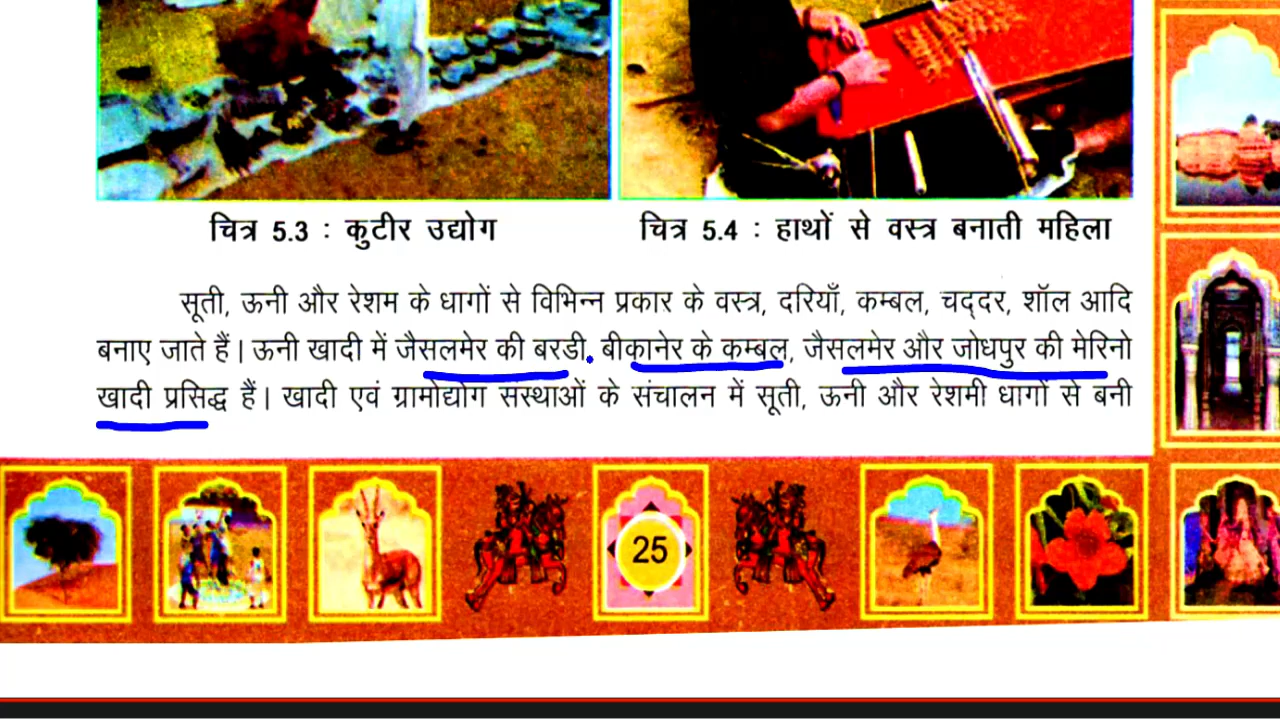 चित्र 5.3 : कुटीर उद्योग
चित्र 5.4 : हाथों से वस्त्र बनाती महिला
सूती, ऊनी और रेशम के धागों से विभिन्न प्रकार के वस्त्र, दरियाँ, कम्बल, चद्दर, शॉल आदि
बनाए जाते हैं। ऊनी खादी में जैसलमेर की बरडी, बीकानेर के कम्बल, जैसलमेर और जोधपुर की मेरिनो
खादी प्रसिद्ध हैं। खादी एवं ग्रामोद्योग संस्थाओं के संचालन में सूती, ऊनी और रेशमी धागों से बनी
25